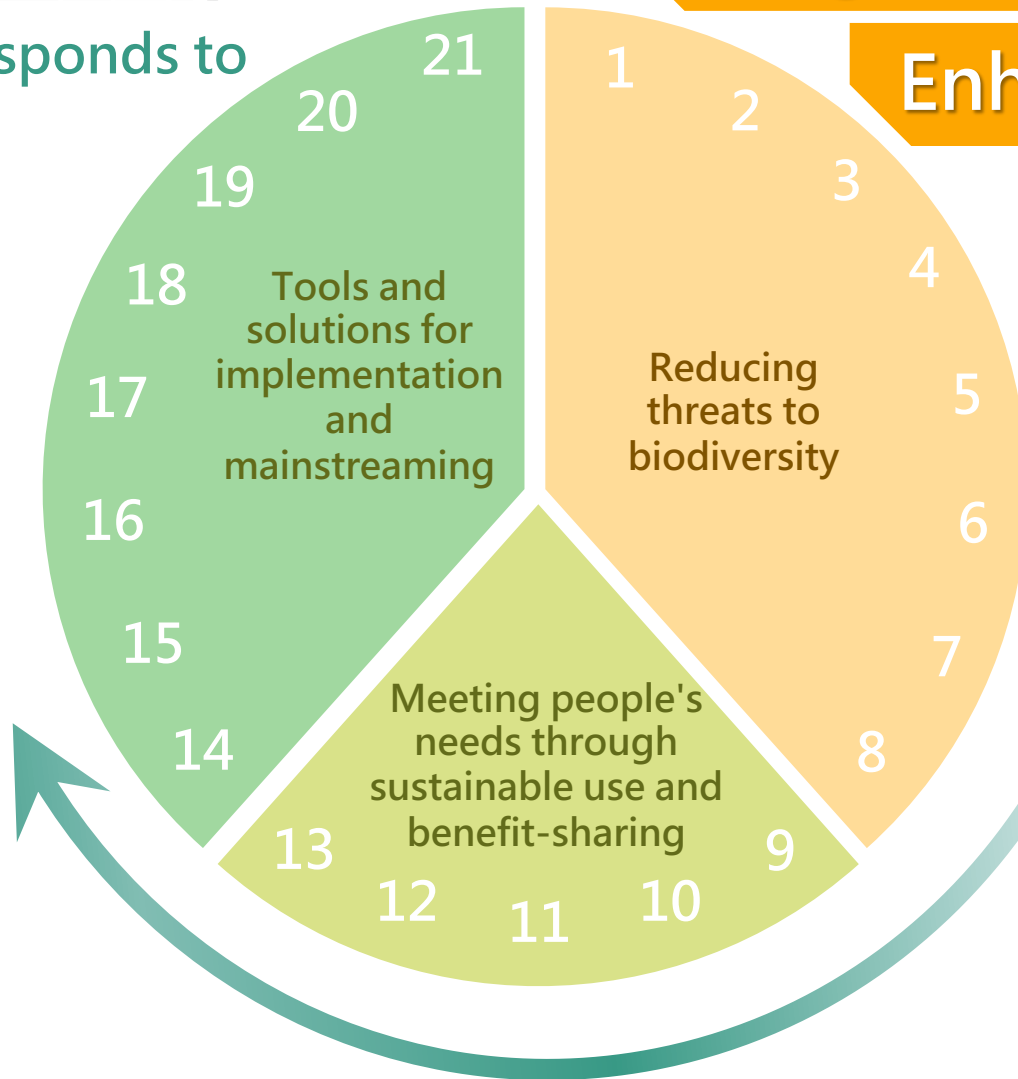 sponds to
Enh
21
20
19
18
17
16
15
14
Tools and
solutions for
implementation
and
mainstreaming
1
2
3
4
5
6
7
8
Reducing
threats to
biodiversity
Meeting people's
needs through
sustainable use and
benefit-sharing
13
12
11
10
9